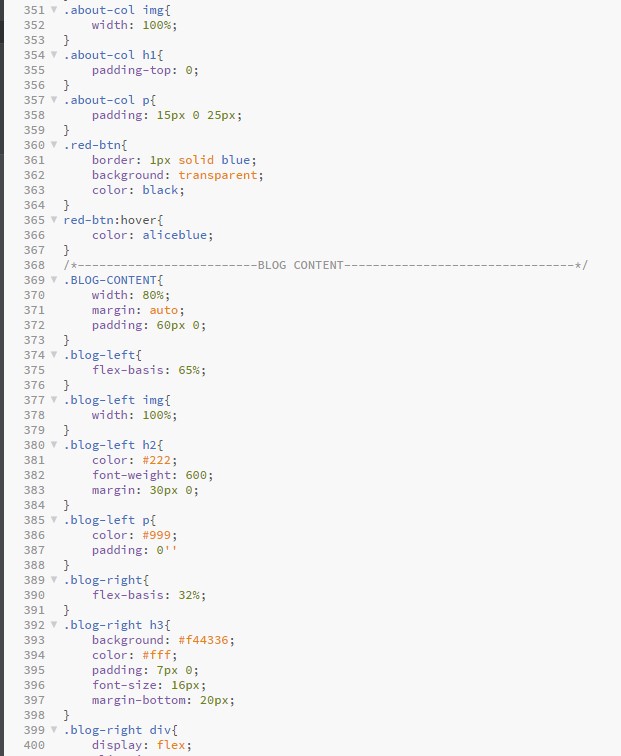 351 ▼ .about-col img{
352     width: 100%;
353 }
354 ▼ .about-col h1{
355     padding-top: 0;
356 }
357 ▼ .about-col p{
358     padding: 15px 0 25px;
359 }
360 ▼ .red-btn{
361     border: 1px solid blue;
362     background: transparent;
363     color: black;
364 }
365 ▼ red-btn:hover{
366     color: aliceblue;
367 }
368 /*-------------------------BLOG CONTENT--------------------------------*/
369 ▼ .BLOG-CONTENT{
370     width: 80%;
371     margin: auto;
372     padding: 60px 0;
373 }
374 ▼ .blog-left{
375     flex-basis: 65%;
376 }
377 ▼ .blog-left img{
378     width: 100%;
379 }
380 ▼ .blog-left h2{
381     color: #222;
382     font-weight: 600;
383     margin: 30px 0;
384 }
385 ▼ .blog-left p{
386     color: #999;
387     padding: 0''
388 }
389 ▼ .blog-right{
390     flex-basis: 32%;
391 }
392 ▼ .blog-right h3{
393     background: #f44336;
394     color: #fff;
395     padding: 7px 0;
396     font-size: 16px;
397     margin-bottom: 20px;
398 }
399 ▼ .blog-right div{
400     display: flex;